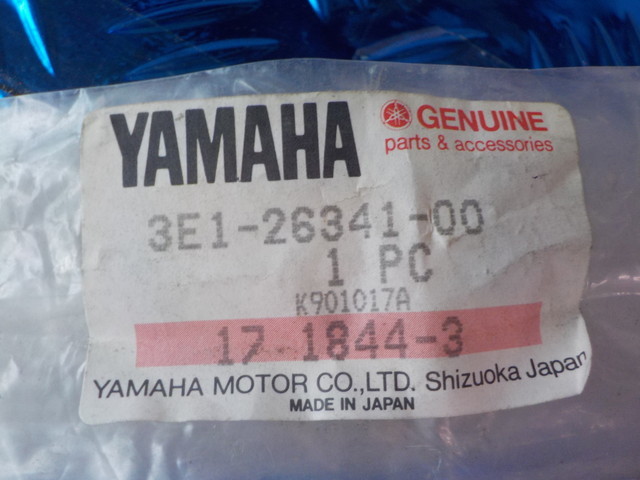 YAMAHA
GENUINE
parts & accessories
3E1-26341-00
1 PC
K901017A
17-1844-3
YAMAHA MOTOR CO.,LTD. Shizuoka Japan
MADE IN JAPAN